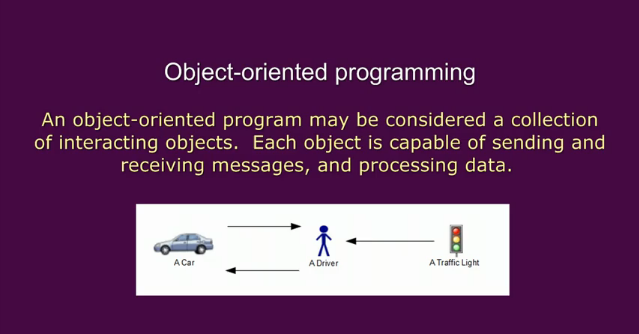 Object-oriented programming
An object-oriented program may be considered a collection
of interacting objects.  Each object is capable of sending and
receiving messages, and processing data.
A Car
A Driver
A Traffic Light